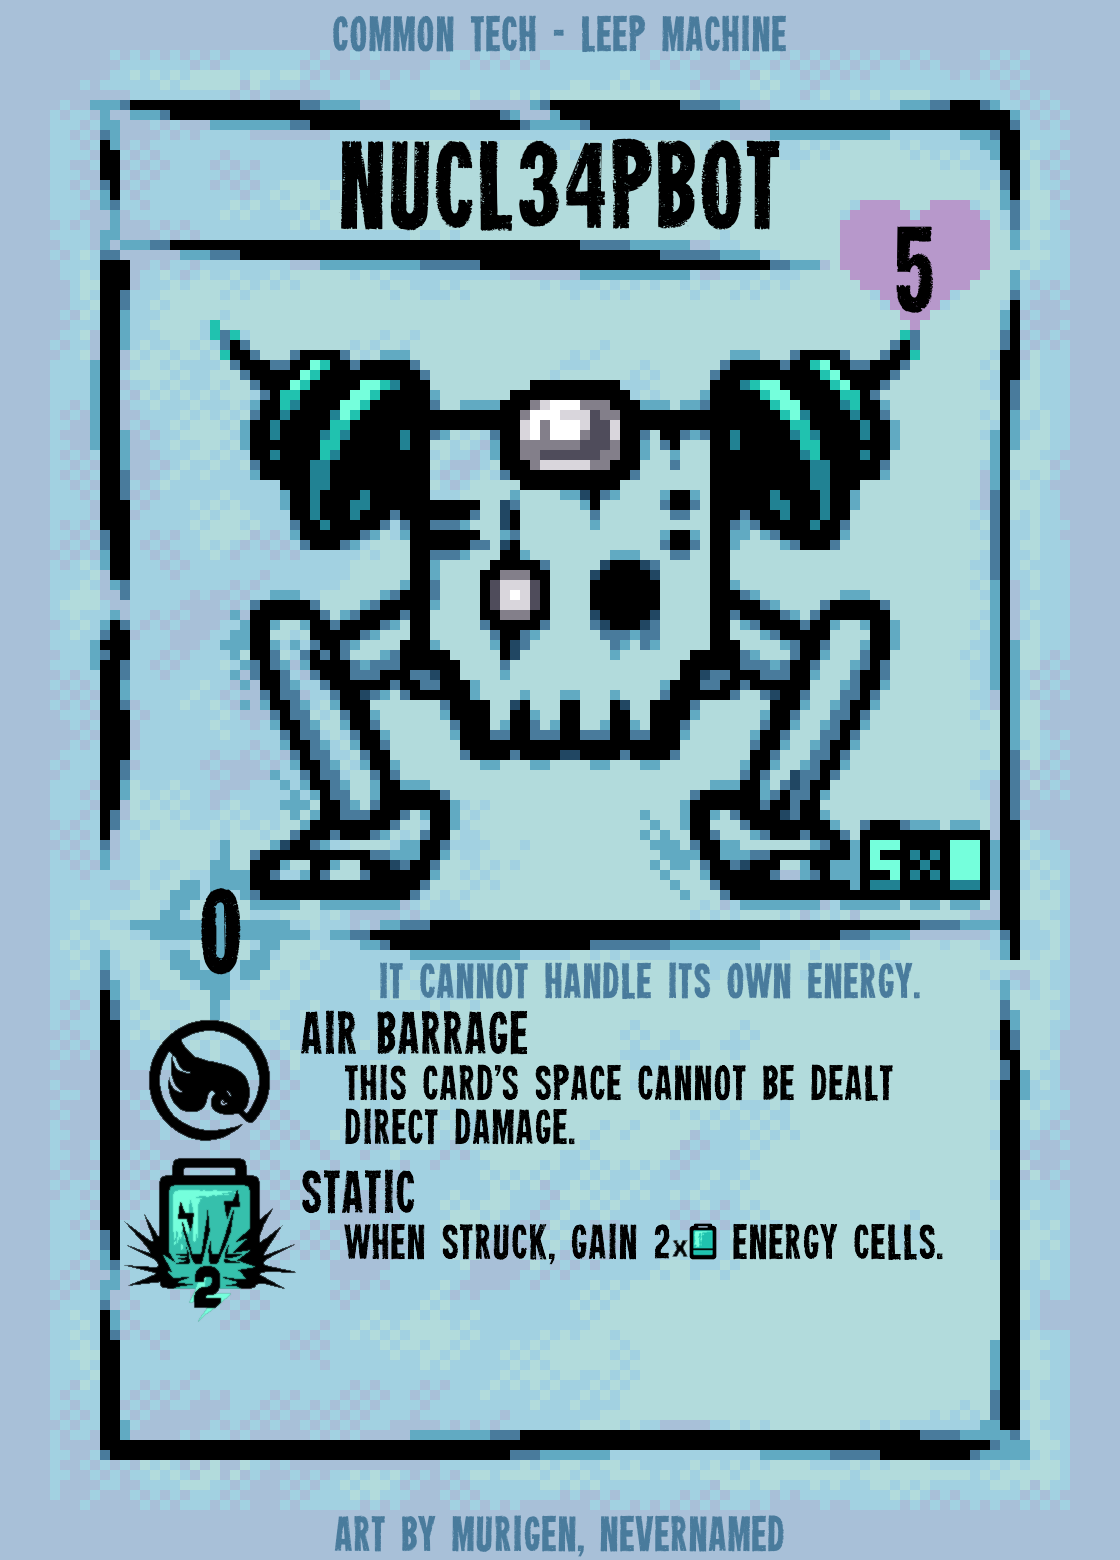 COMMON TECH - LEEP MACHINE
NUCL34PBOT
5
5x
0
IT CANNOT HANDLE ITS OWN ENERGY.
AIR BARRAGE
THIS CARD'S SPACE CANNOT BE DEALT
DIRECT DAMAGE.
W
2
STATIC
WHEN STRUCK, GAIN 2x ENERGY CELLS.
ART BY MURIGEN, NEVERNAMED